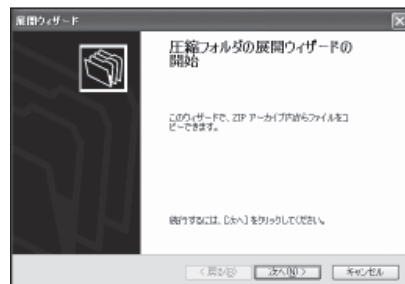 展開ウィザード
圧縮フォルダの展開ウィザードの
開始
このウィザードで、ZIP アーカイブ内からファイルをコ
ピーできます。
続行するには、[次へ] をクリックしてください。
< 戻る(B)
次へ(N) >
キャンセル